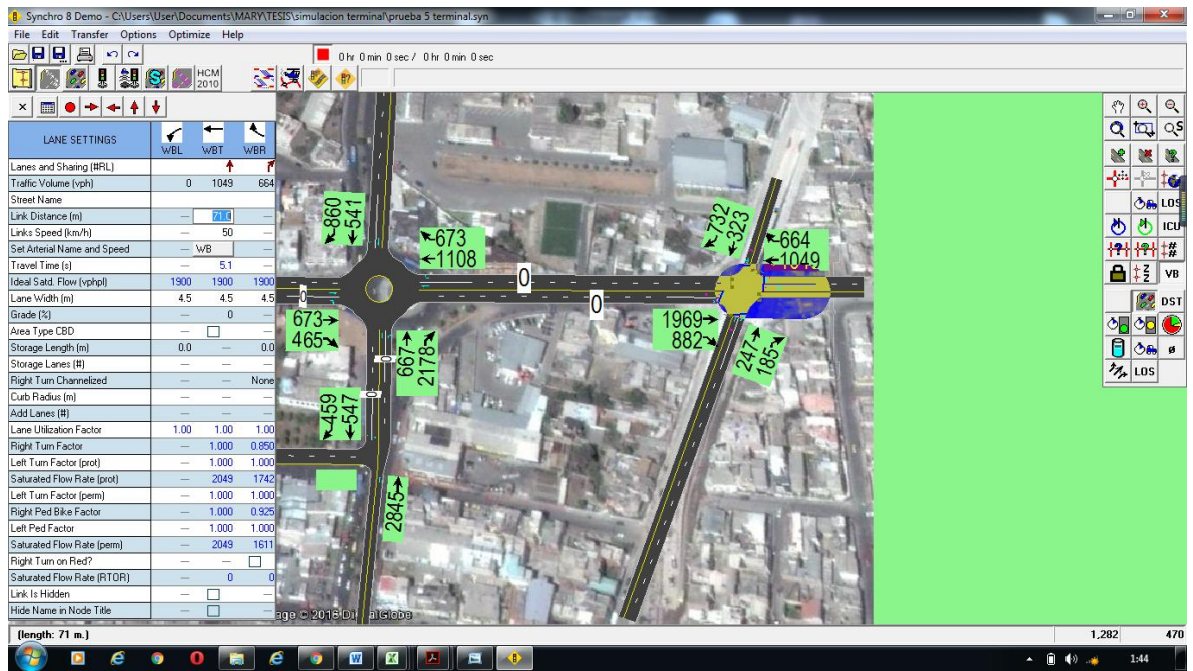 Synchro 8 Demo - C:\Users\User\Documents\MARY\TESIS\simulacion terminal\prueba 5 terminal.syn
File Edit Transfer Options Optimize Help
0 hr 0 min 0 sec / 0 hr 0 min 0 sec
HCM 2010
LANE SETTINGS WBL WBT WBR
Lanes and Sharing (#RL)
Traffic Volume (vph) 0 1049 664
Street Name
Link Distance (m) — 71.0 —
Links Speed (km/h) — 50 —
Set Arterial Name and Speed — WB —
Travel Time (s) — 5.1 —
Ideal Satd. Flow (vphpl) 1900 1900 1900
Lane Width (m) 4.5 4.5 4.5
Grade (%) — 0 —
Area Type CBD — —
Storage Length (m) 0.0 — 0.0
Storage Lanes (#) — — —
Right Turn Channelized — — None
Curb Radius (m) — — —
Add Lanes (#) — — —
Lane Utilization Factor 1.00 1.00 1.00
Right Turn Factor — 1.000 0.850
Left Turn Factor (prot) — 1.000 1.000
Saturated Flow Rate (prot) — 2049 1742
Left Turn Factor (perm) — 1.000 1.000
Right Ped Bike Factor — 1.000 0.925
Left Ped Factor — 1.000 1.000
Saturated Flow Rate (perm) — 2049 1611
Right Turn on Red? — —
Saturated Flow Rate (RTOR) — 0 0
Link Is Hidden — —
Hide Name in Node Title — —
860
541
673
1108
732
323
664
1049
0
0
0
673
465
667
2178
0
0
1969
882
247
185
459
547
2845
age © 2016 Di alGlobe
LOS
ICU
VB
DST
LOS
(length: 71 m.)
1,282 470
1:44